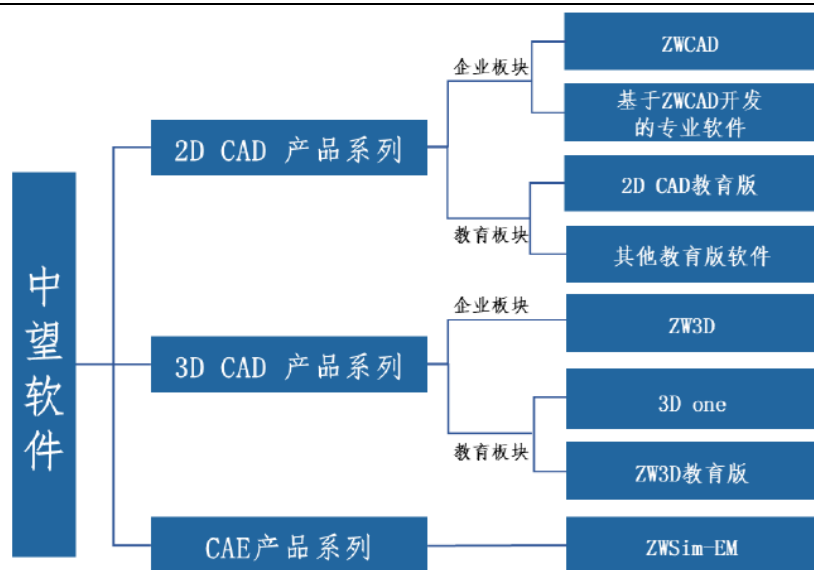 中望软件
2D CAD 产品系列
企业板块
ZWCAD
基于ZWCAD开发
的专业软件
教育板块
2D CAD教育版
其他教育版软件
3D CAD 产品系列
企业板块
ZW3D
教育板块
3D one
ZW3D教育版
CAE产品系列
ZWSim-EM